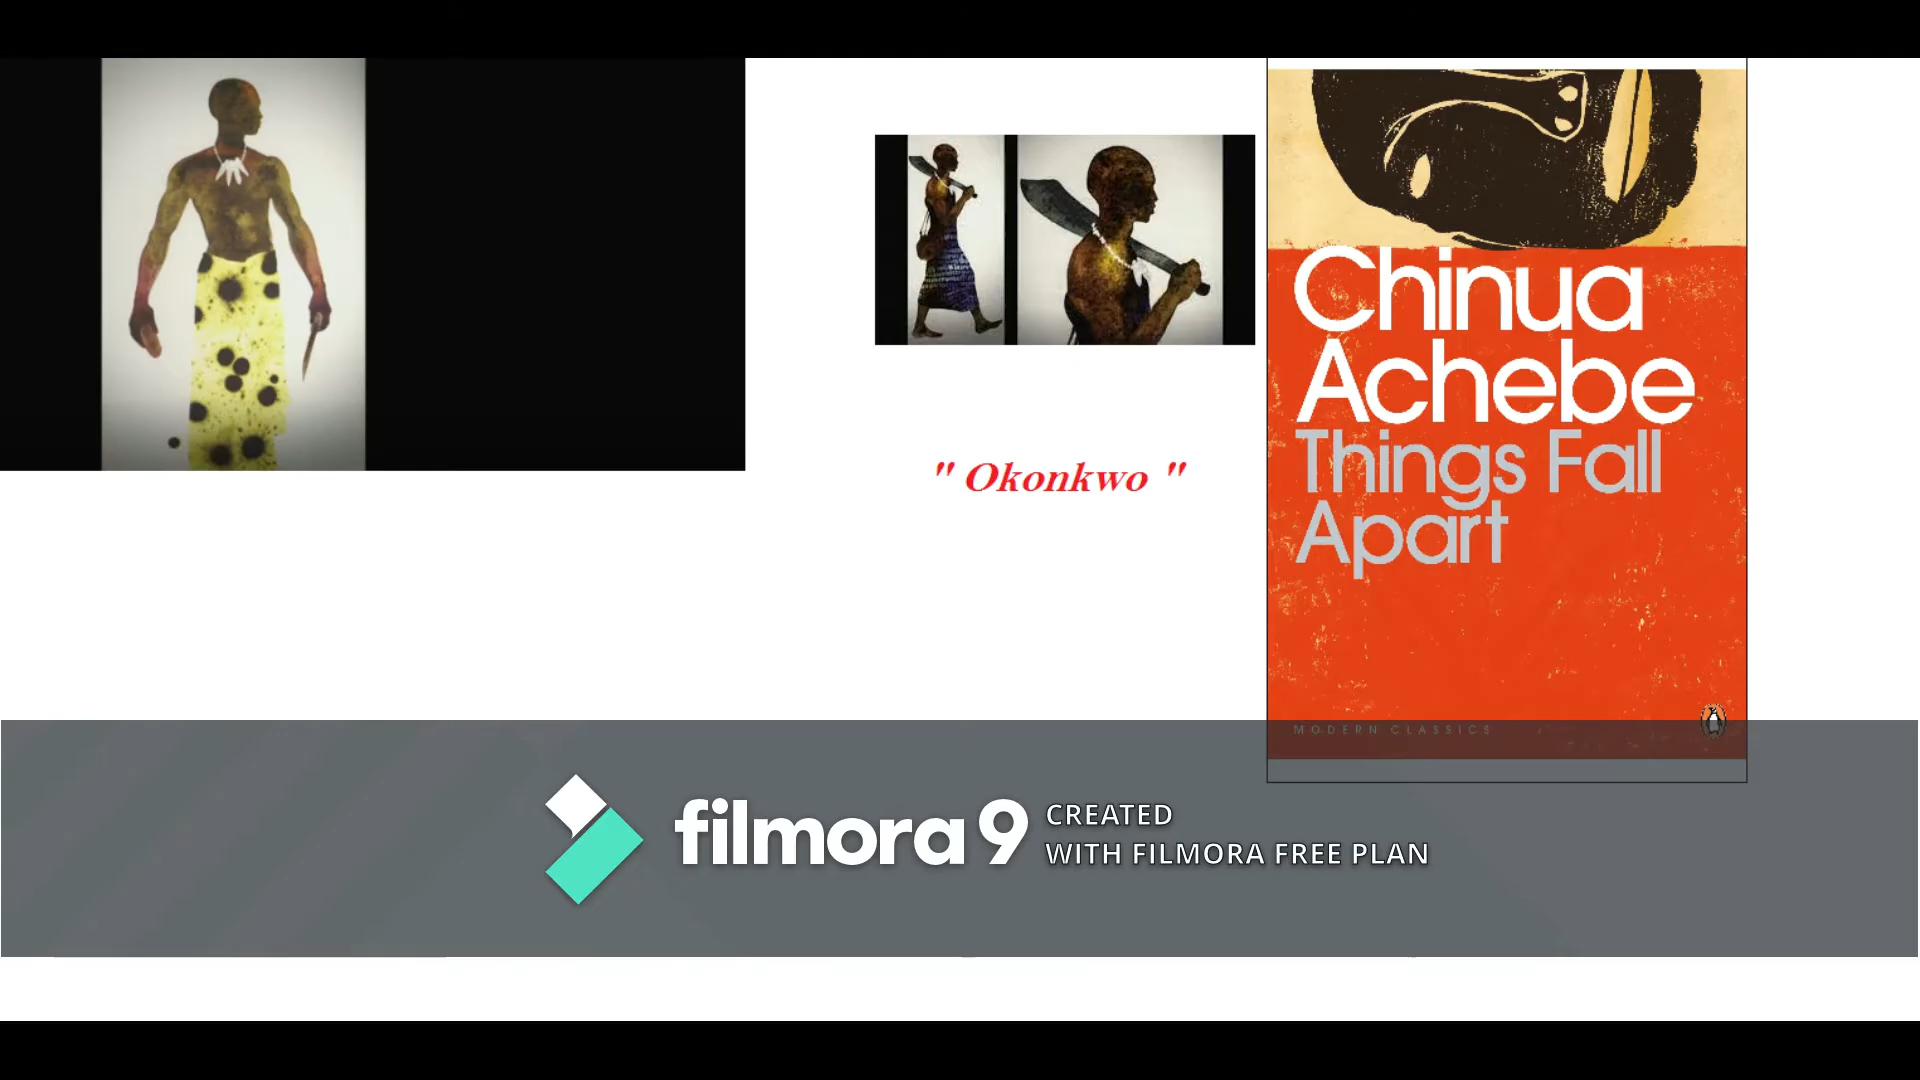 Chinua
Achebe
Things Fall
Apart
" Okonkwo "
MODERN CLASSICS
filmora 9
CREATED
WITH FILMORA FREE PLAN